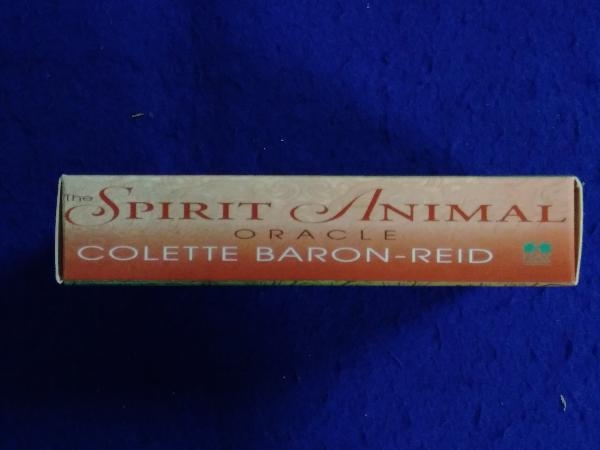 The SPIRIT ANIMAL
ORACLE
COLETTE BARON-REID